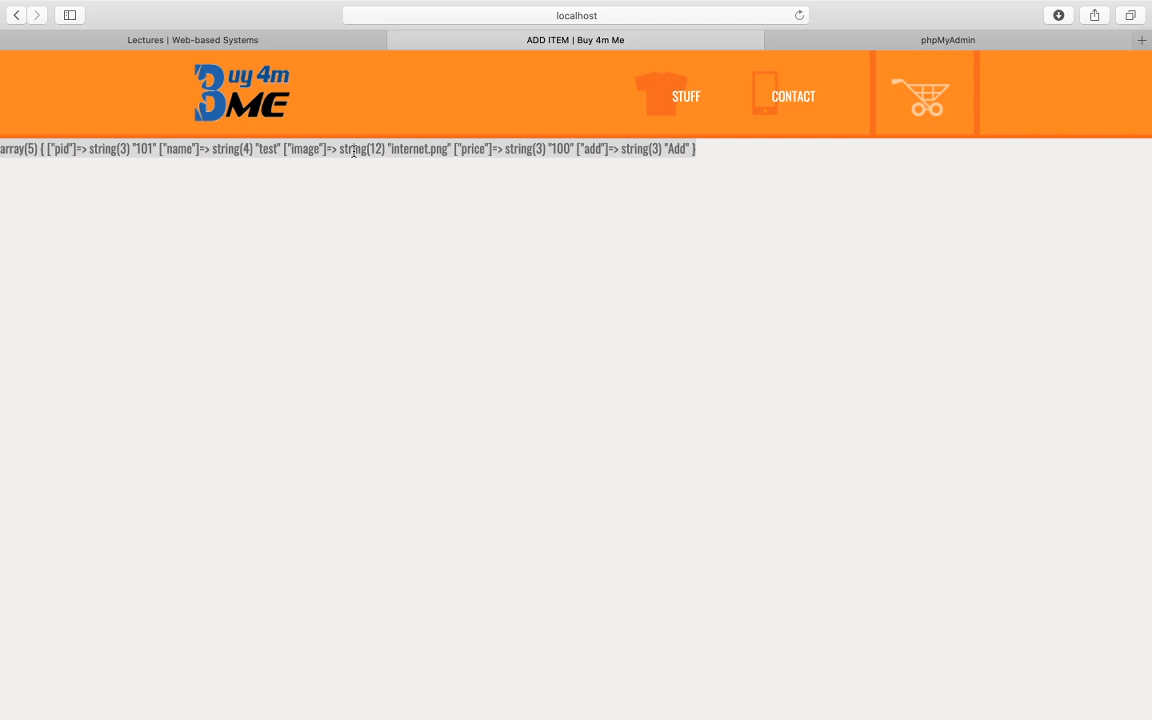 localhost
Lectures | Web-based Systems
ADD ITEM | Buy 4m Me
phpMyAdmin
Buy 4m
ME
STUFF
CONTACT
array(5) { ["pid"]=> string(3) "101" ["name"]=> string(4) "test" ["image"]=> string(12) "internet.png" ["price"]=> string(3) "100" ["add"]=> string(3) "Add" }